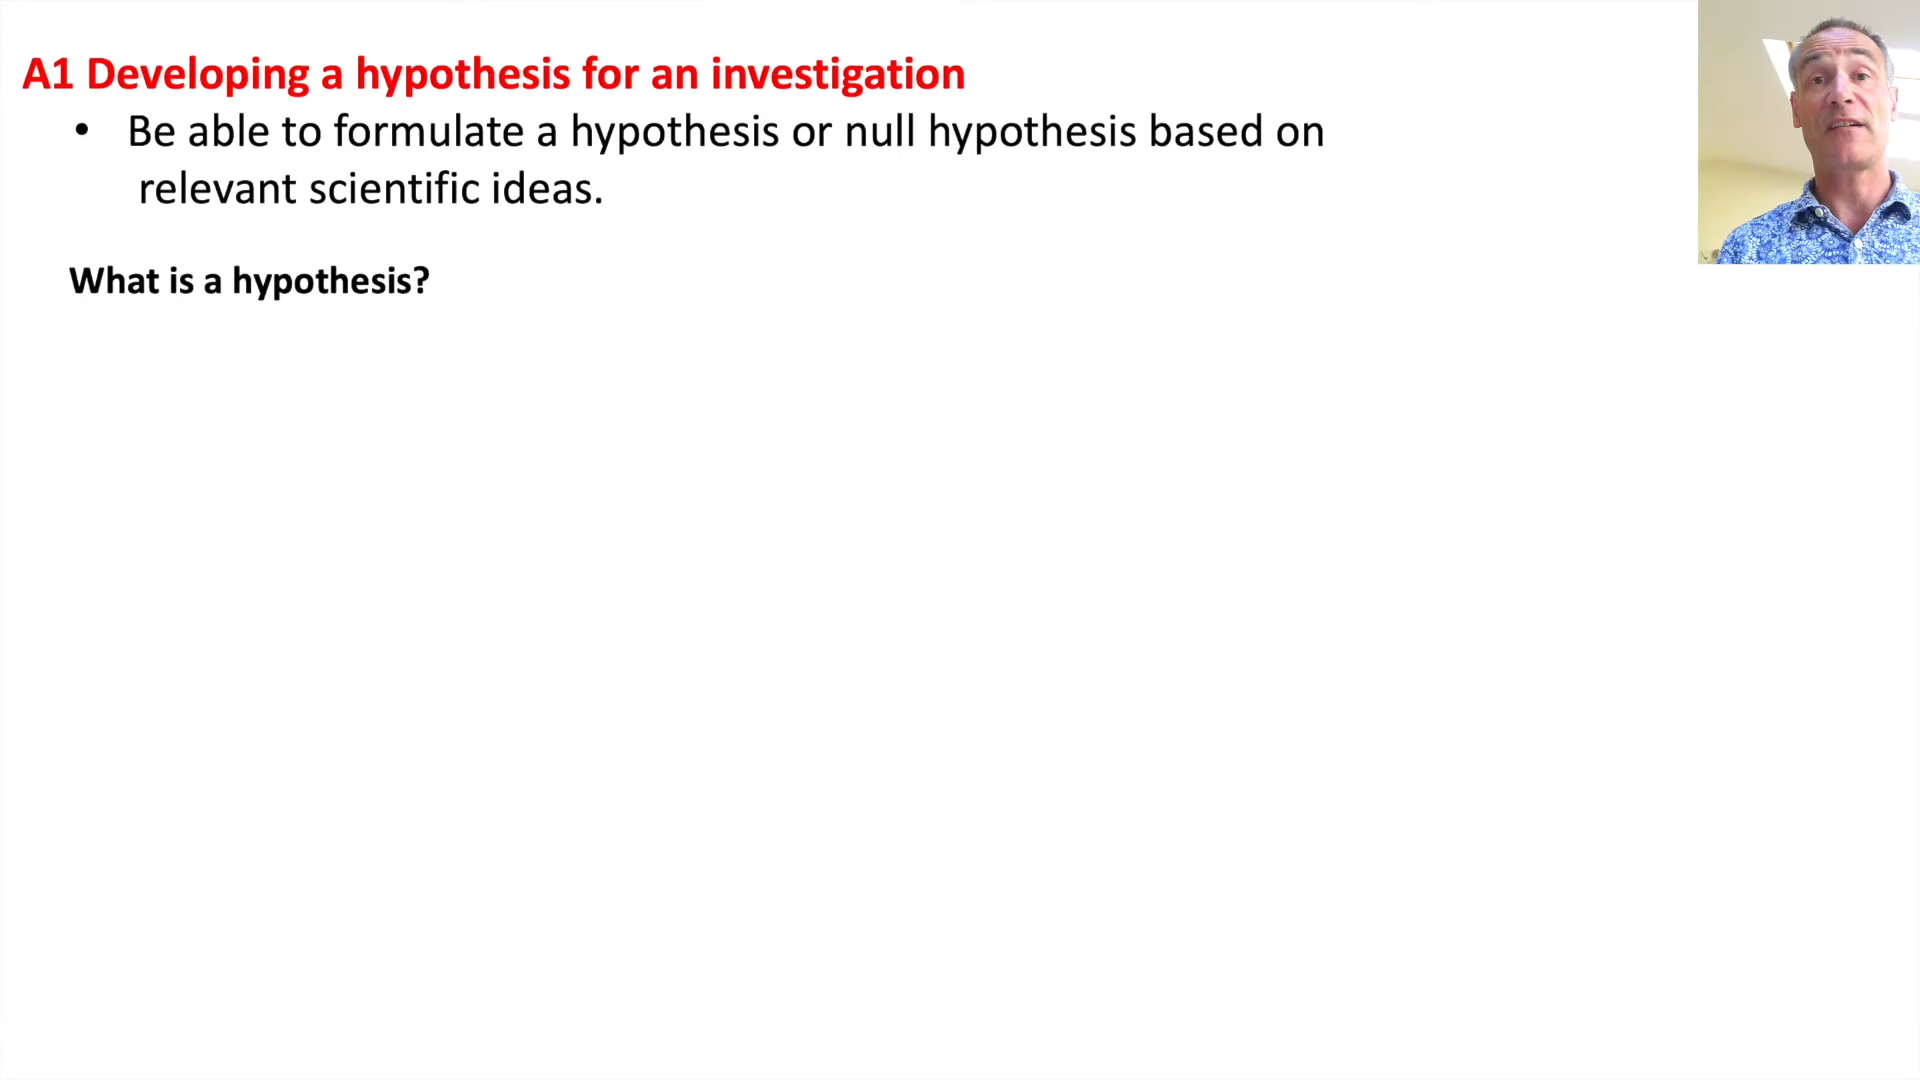 A1 Developing a hypothesis for an investigation
• Be able to formulate a hypothesis or null hypothesis based on
relevant scientific ideas.
What is a hypothesis?